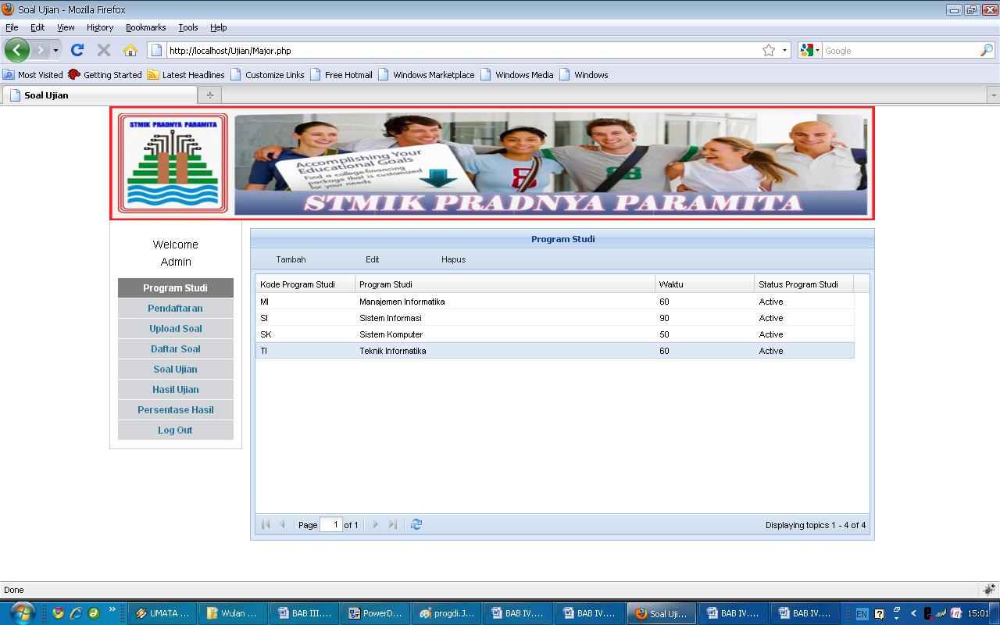 Soal Ujian - Mozilla Firefox
File Edit View History Bookmarks Tools Help
http://localhost/Ujian/Major.php
Google
Most Visited Getting Started Latest Headlines Customize Links Free Hotmail Windows Marketplace Windows Media Windows
Soal Ujian
STMIK PRADNYA PARAMITA
Accomplishing Your
Educational Goals
Find a college-financing
package that is customized
for your needs
STMIK PRADNYA PARAMITA
Welcome
Admin
Program Studi
Pendaftaran
Upload Soal
Daftar Soal
Soal Ujian
Hasil Ujian
Persentase Hasil
Log Out
Program Studi
Tambah Edit Hapus
Kode Program Studi Program Studi Waktu Status Program Studi
MI Manajemen Informatika 60 Active
SI Sistem Informasi 90 Active
SK Sistem Komputer 50 Active
TI Teknik Informatika 60 Active
Page 1 of 1 Displaying topics 1 - 4 of 4
Done
UMATA ... Wulan ... BAB III.... PowerD... progdi.J... BAB IV.... BAB IV.... Soal Uji... BAB IV.... BAB IV.... EN 15:01